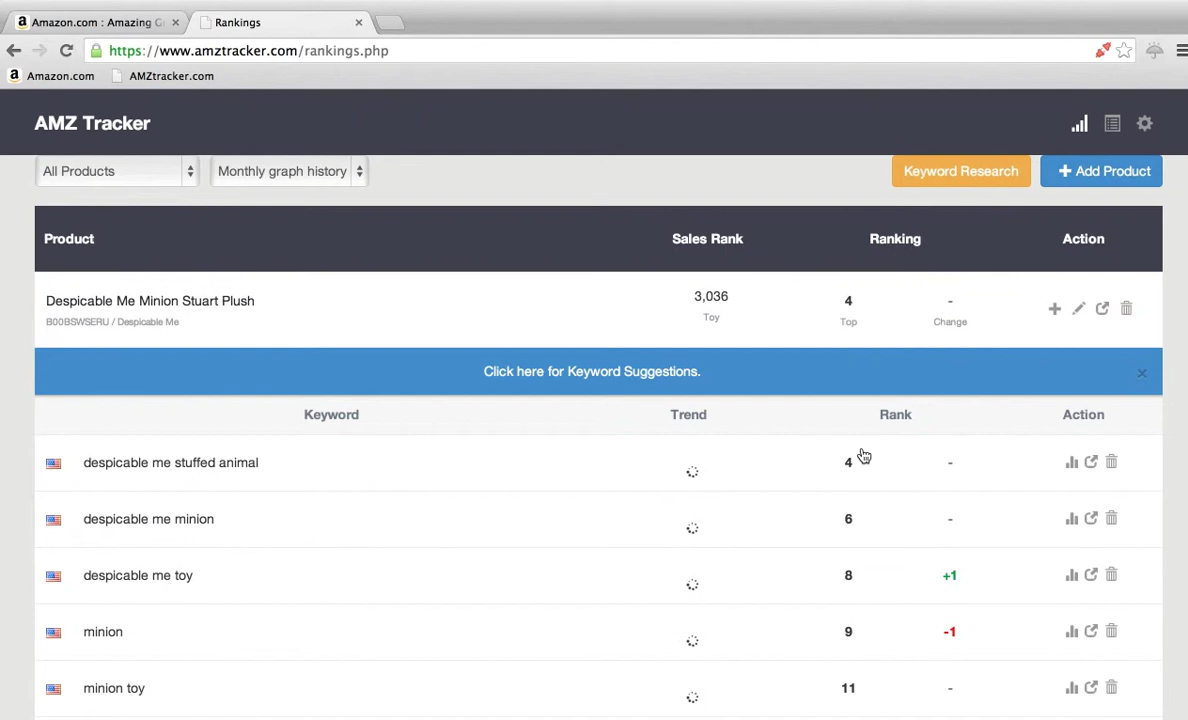 Amazon.com : Amazing G
Rankings
https://www.amztracker.com/rankings.php
Amazon.com
AMZtracker.com
AMZ Tracker
All Products
Monthly graph history
Keyword Research
+ Add Product
Product Sales Rank Ranking Action
Despicable Me Minion Stuart Plush 3,036 4 -
B00BSWSERU / Despicable Me Toy Top Change
Click here for Keyword Suggestions. ×
Keyword Trend Rank Action
despicable me stuffed animal 4 -
despicable me minion 6 -
despicable me toy 8 +1
minion 9 -1
minion toy 11 -